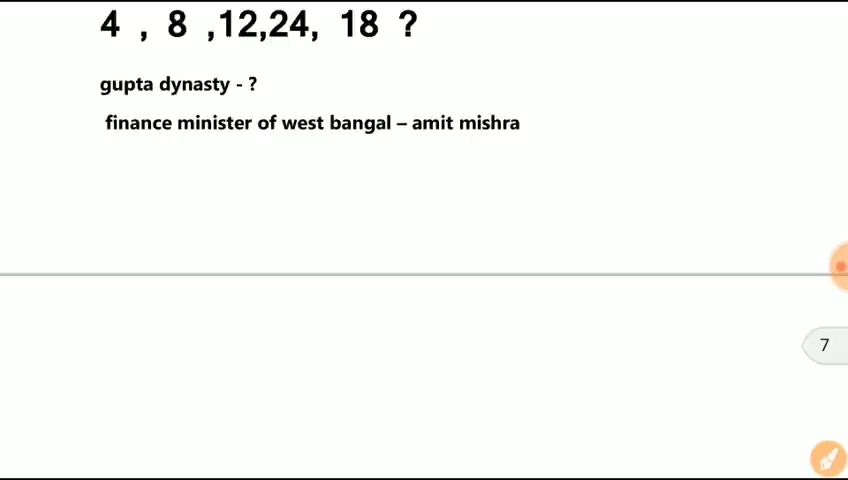 4 , 8 ,12,24, 18 ?
gupta dynasty - ?
finance minister of west bangal – amit mishra
7